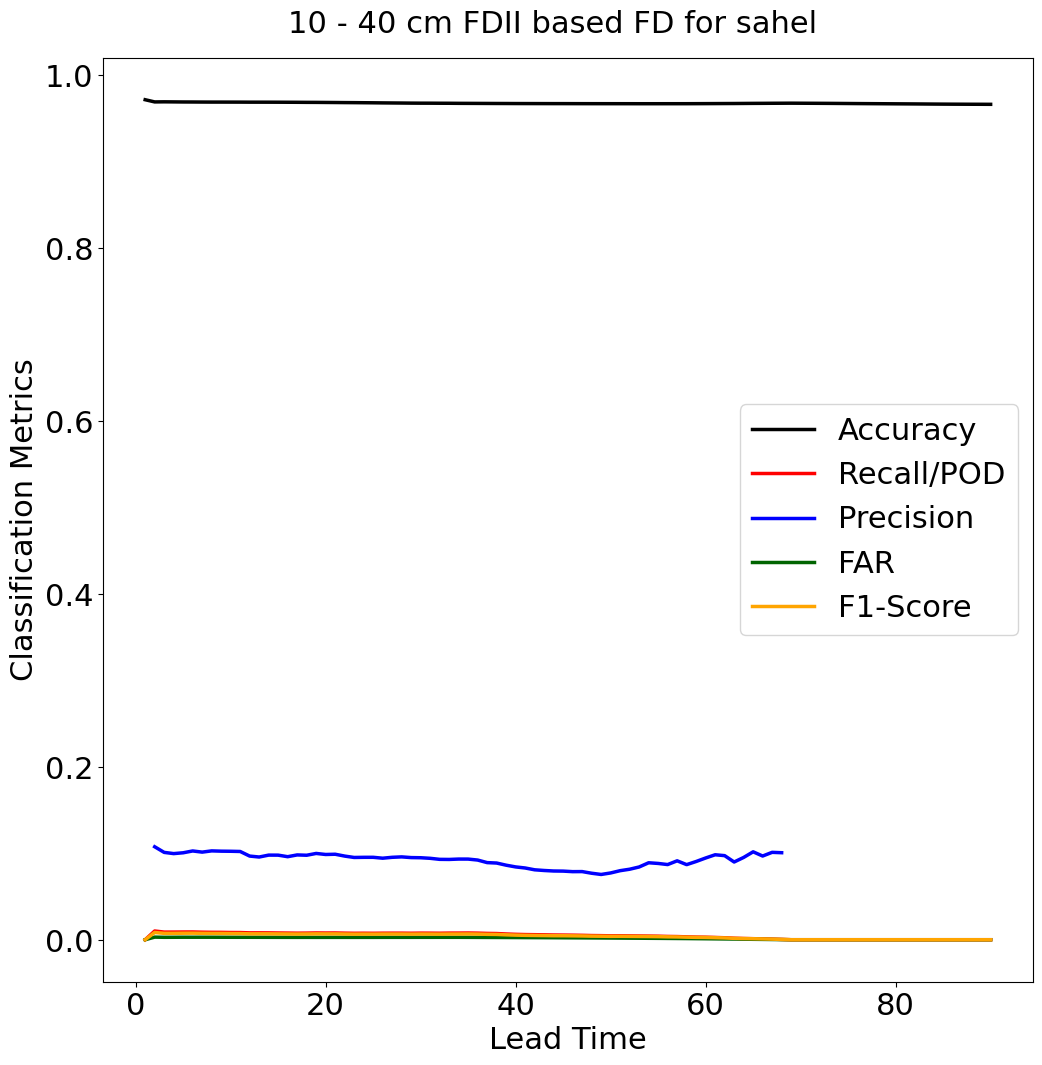 10 - 40 cm FDII based FD for sahel
1.0
0.8
0.6
0.4
0.2
0.0
Classification Metrics
Accuracy
Recall/POD
Precision
FAR
F1-Score
0 20 40 60 80
Lead Time